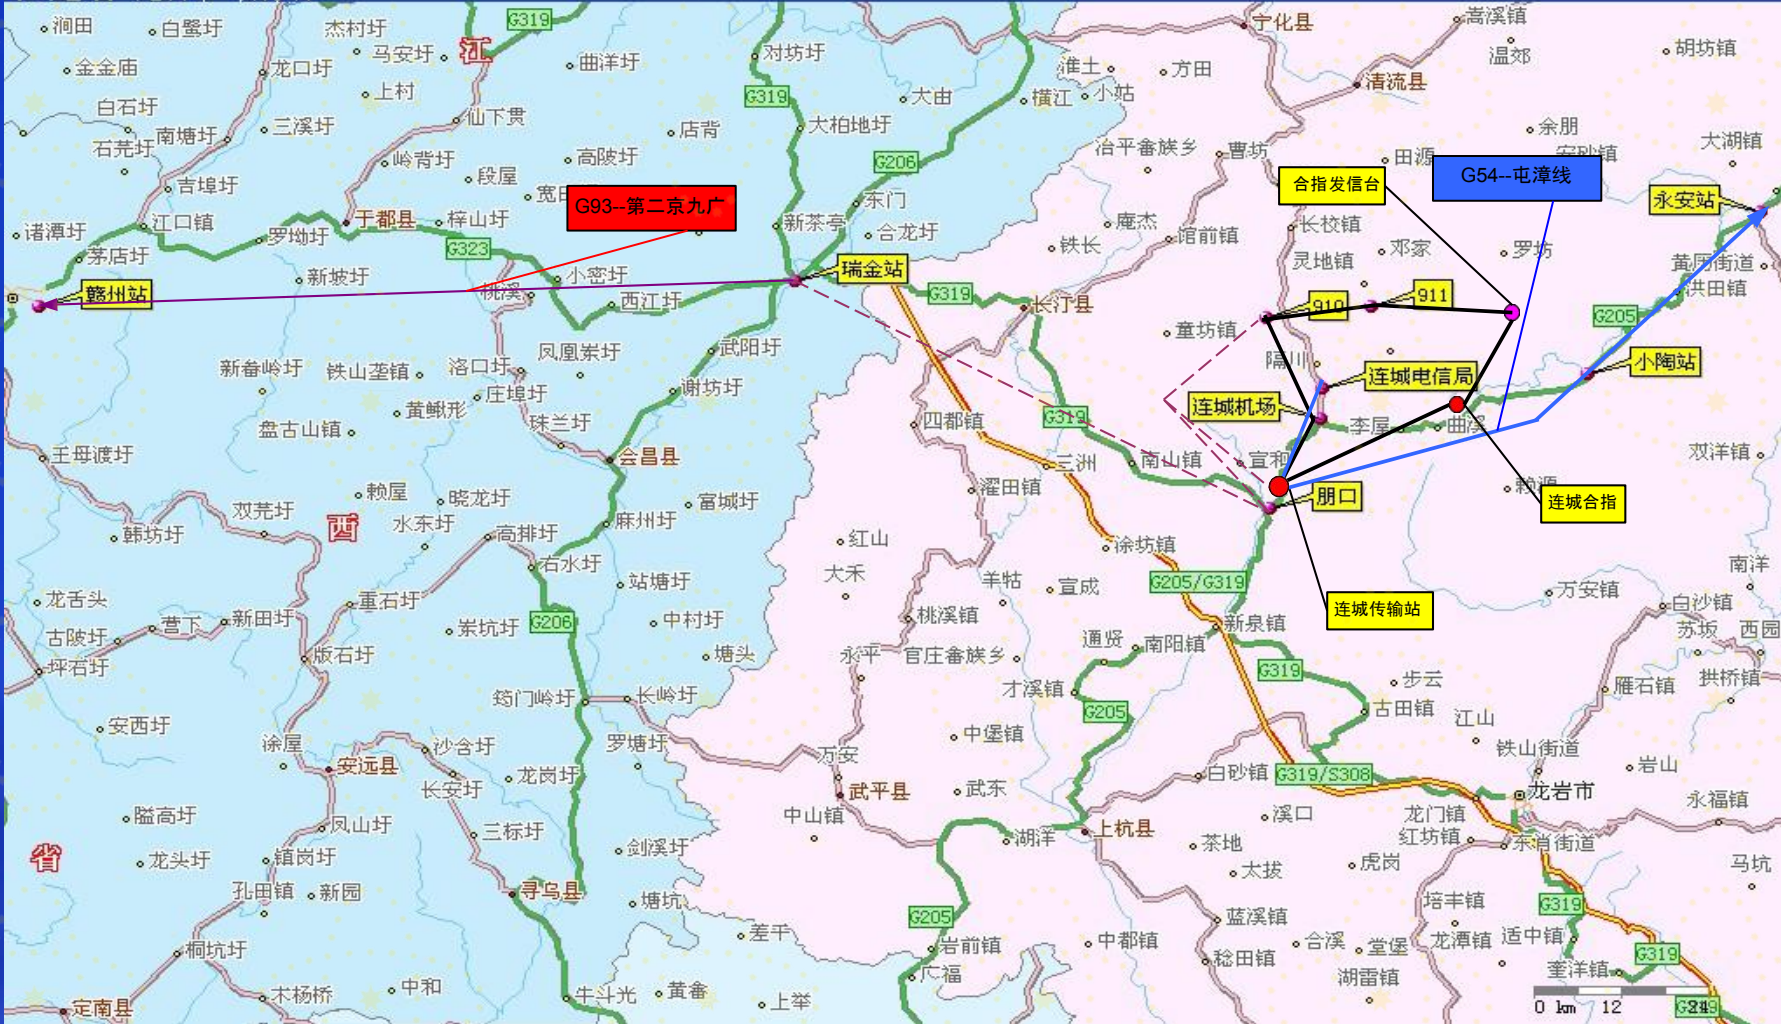 涧田
白鹭圩
杰村圩
G319
江
马安圩
金金庙
龙口圩
曲洋圩
对坊圩
宁化县
嵩溪镇
温郊
胡坊镇
淮土
方田
清流县
上村
G319
大由
横江
小姑
白石圩
三溪圩
仙下贯
店背
大柏地圩
余朋
大湖镇
南塘圩
石芫圩
岭背圩
高陂圩
G206
冶平畲族乡
曹坊
田源
安砂镇
吉埠圩
段屋
G93--第二京九广
东门
合指发信台
G54--屯漳线
永安站
诸潭圩
江口镇
于都县
梓山圩
新茶亭
合龙圩
庵杰
馆前镇
长校镇
邓家
罗坊
罗坳圩
G323
铁长
灵地镇
黄历街道
茅店圩
新坡圩
小密圩
瑞金站
洪田镇
赣州站
桃溪
西江圩
G319
长汀县
910
911
G205
童坊镇
新畚岭圩
铁山垄镇
洛口圩
凤凰岽圩
武阳圩
隔川
小陶站
连城电信局
谢坊圩
庄埠圩
黄鳅形
盘古山镇
珠兰圩
四都镇
G319
连城机场
李屋
曲溪
王母渡圩
会昌县
三洲
南山镇
宣和
双洋镇
赖屋
晓龙圩
富城圩
濯田镇
朋口
赖源
连城合指
双芫圩
酉
水东圩
麻州圩
韩坊圩
高排圩
红山
涂坊镇
右水圩
大禾
羊牯
宣成
G205/G319
南洋
龙舌头
重石圩
站塘圩
万安镇
白沙镇
连城传输站
古陂圩
营下
新田圩
岽坑圩
G206
中村圩
桃溪镇
新泉镇
苏坂
西园
坪石圩
版石圩
塘头
永平
官庄畲族乡
通贤
南阳镇
G319
拱桥镇
筠门岭圩
长岭圩
才溪镇
步云
雁石镇
安西圩
G205
古田镇
江山
涂屋
沙含圩
罗塘圩
万安
中堡镇
铁山街道
安远县
长安圩
龙岗圩
武平县
武东
白砂镇
G319/S308
岩山
龙岩市
隘高圩
凤山圩
三标圩
中山镇
上杭县
溪口
龙门镇
永福镇
省
龙头圩
镇岗圩
剑溪圩
湖洋
茶地
红坊镇
东肖街道
太拔
虎岗
马坑
孔田镇
新园
寻乌县
塘坑
G205
蓝溪镇
培丰镇
G319
差干
岩前镇
中都镇
合溪
堂堡
龙潭镇
适中镇
桐坑圩
广福
稔田镇
湖雷镇
G319
奎洋镇
定南县
木杨桥
中和
牛斗光
黄畲
上举
0 km 12 24